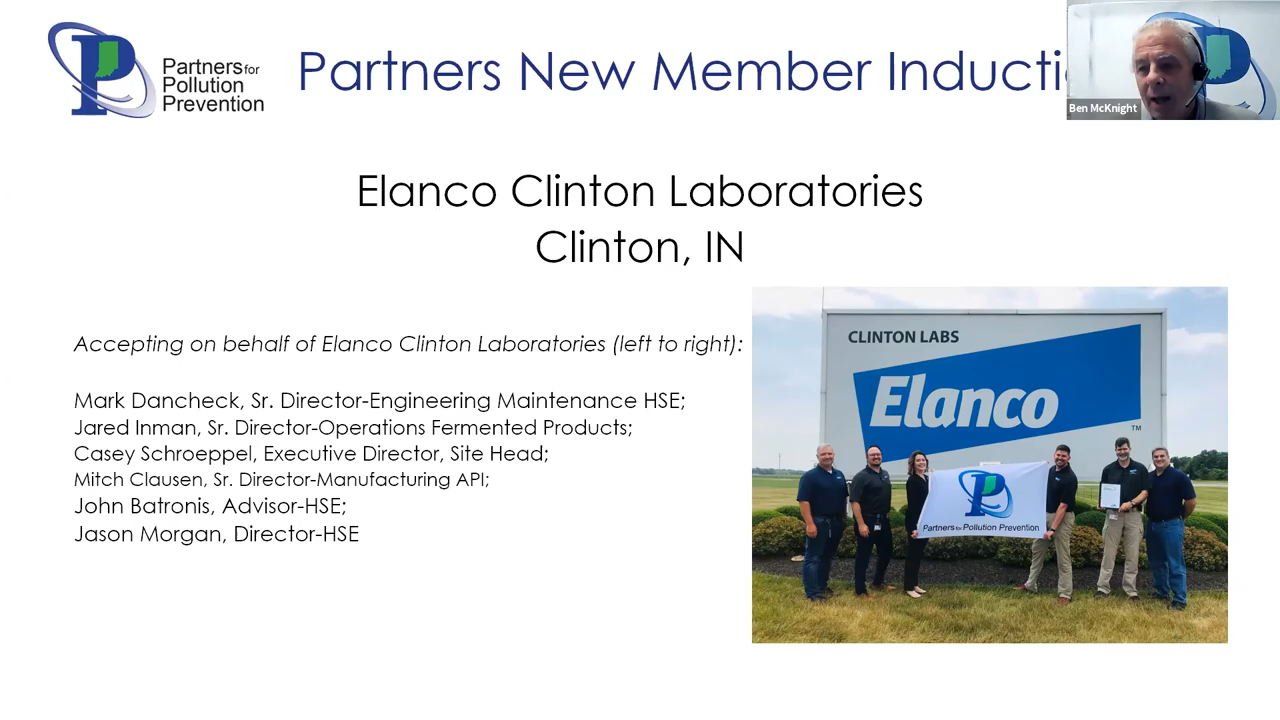 Partners for
Pollution
Prevention
Partners New Member Inducti
Ben McKnight
Elanco Clinton Laboratories
Clinton, IN
Accepting on behalf of Elanco Clinton Laboratories (left to right):
Mark Dancheck, Sr. Director-Engineering Maintenance HSE;
Jared Inman, Sr. Director-Operations Fermented Products;
Casey Schroeppel, Executive Director, Site Head;
Mitch Clausen, Sr. Director-Manufacturing API;
John Batronis, Advisor-HSE;
Jason Morgan, Director-HSE
CLINTON LABS
Elanco
TM
Partners for Pollution Prevention